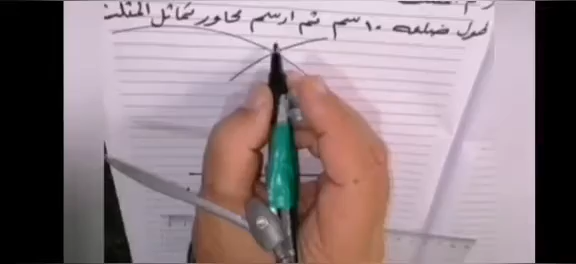 طول ضلعه ١٠ سم ثم ارسم محاور تماثل المثلث